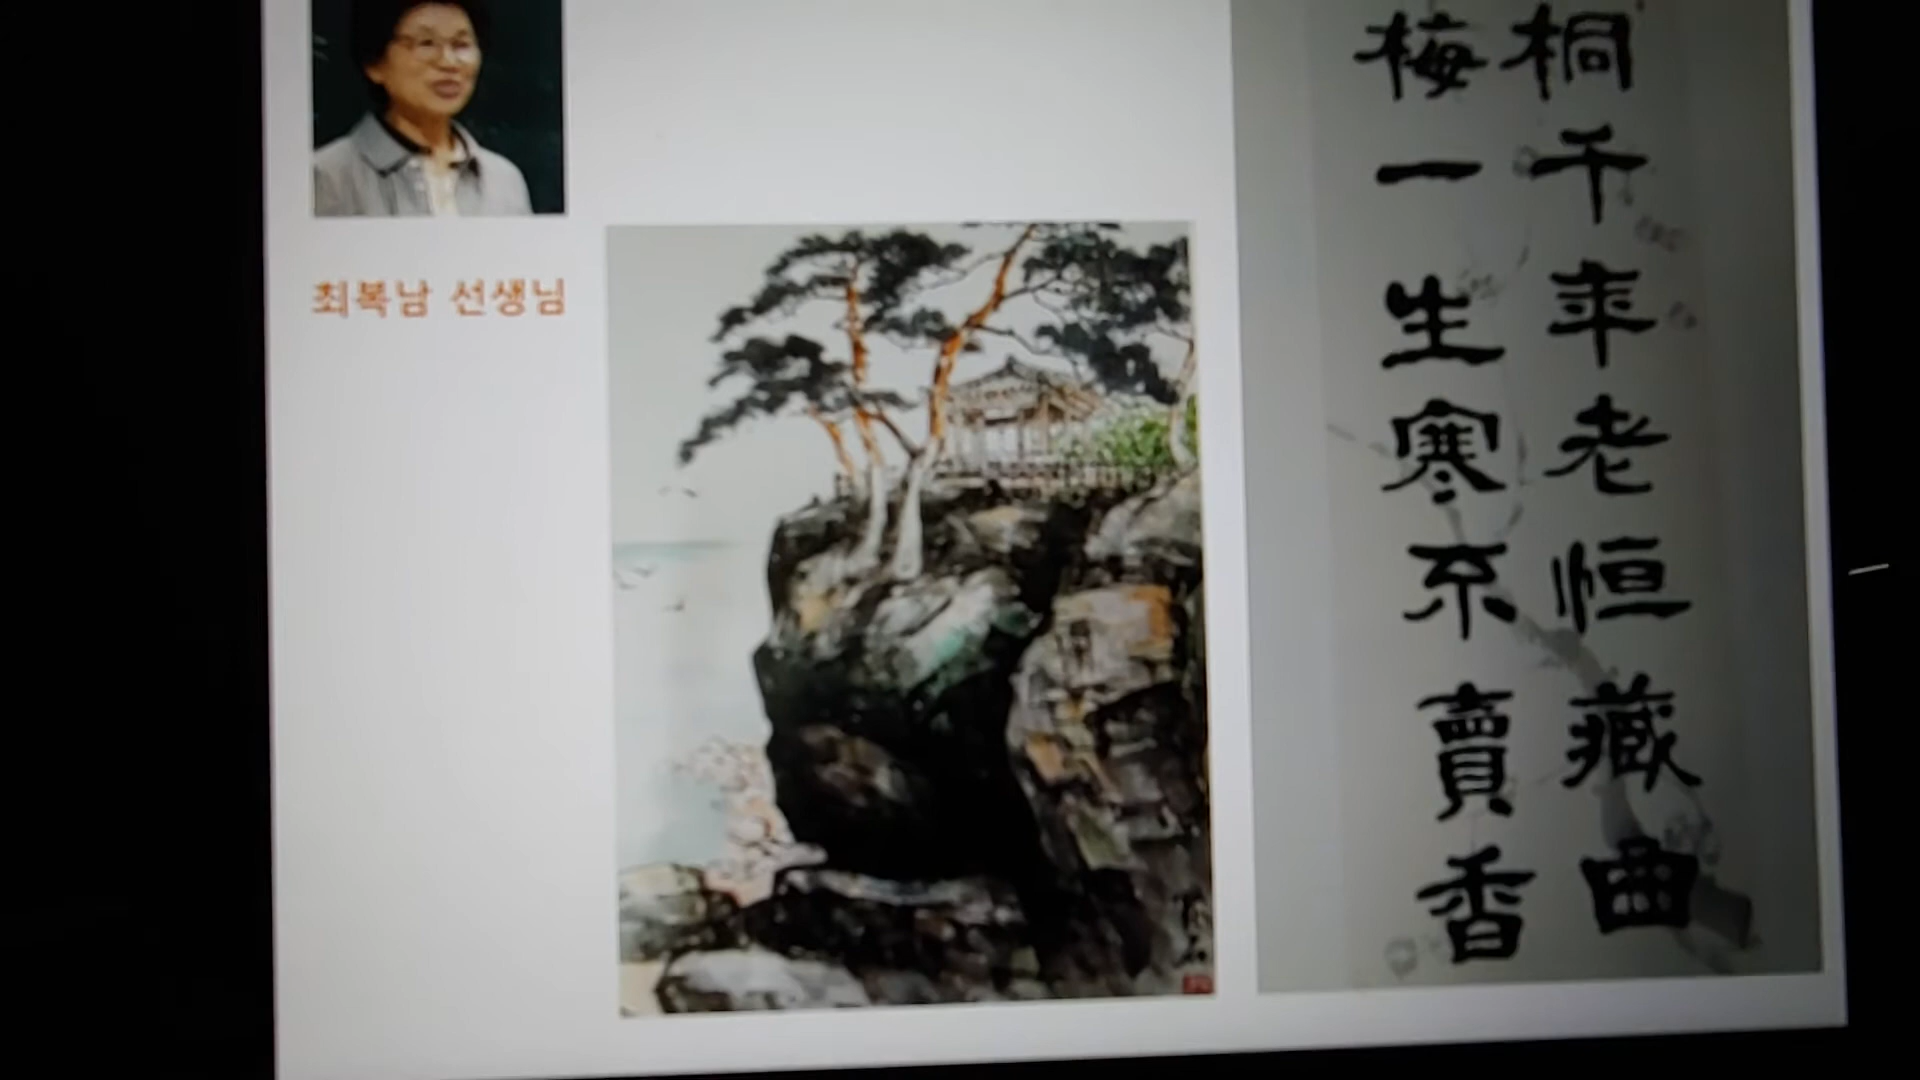 최복남 선생님
桐千年老恒藏曲
梅一生寒不賣香